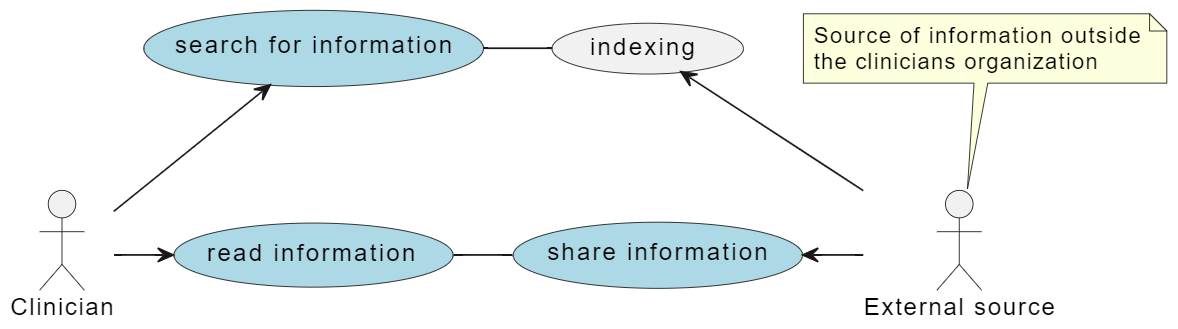 search for information
indexing
Source of information outside
the clinicians organization
read information
share information
Clinician
External source